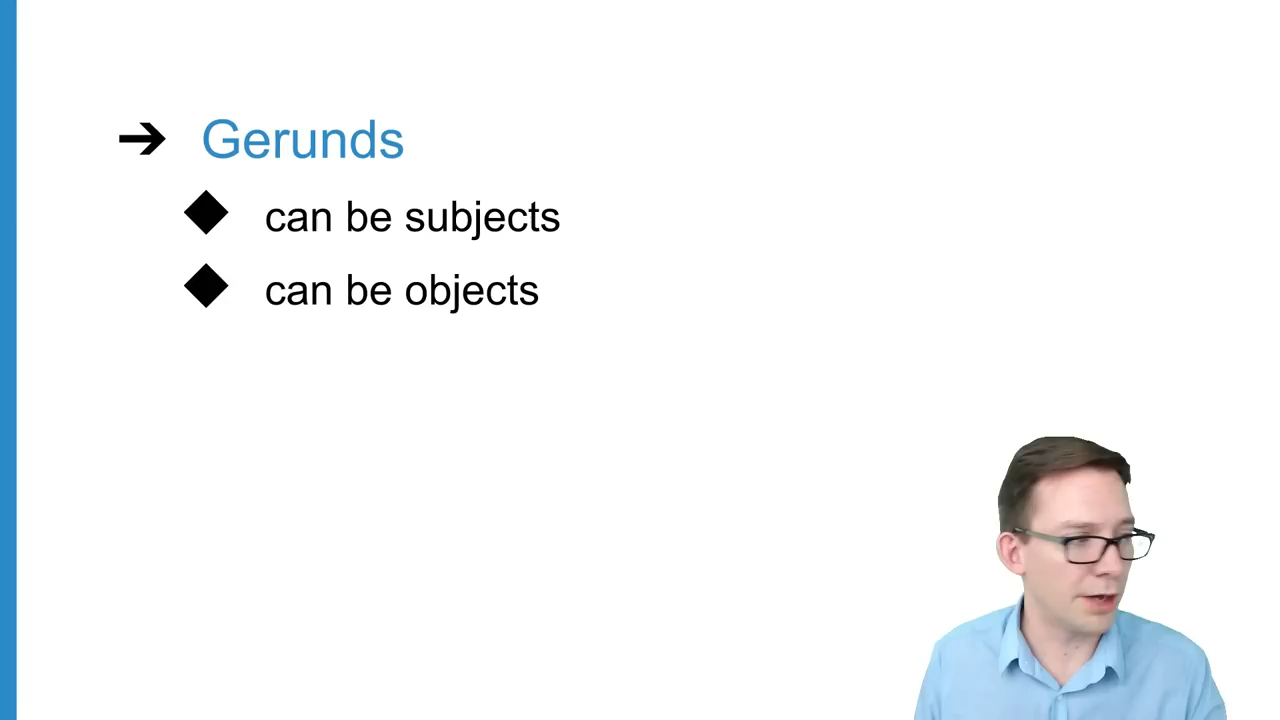 ➔ Gerunds
◆ can be subjects
◆ can be objects